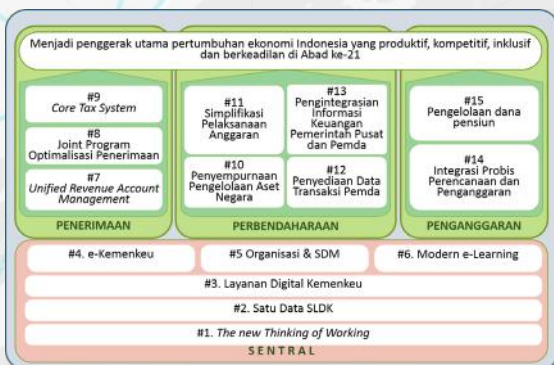 Menjadi penggerak utama pertumbuhan ekonomi Indonesia yang produktif, kompetitif, inklusif
dan berkeadilan di Abad ke-21
#9
Core Tax System
#8
Joint Program
Optimalisasi Penerimaan
#7
Unified Revenue Account
Management
PENERIMAAN
#11
Simplifikasi
Pelaksanaan
Anggaran
#10
Penyempurnaan
Pengelolaan Aset
Negara
#13
Pengintegrasian
Informasi
Keuangan
Pemerintah Pusat
dan Pemda
#12
Penyediaan Data
Transaksi Pemda
PERBENDAHARAAN
#15
Pengelolaan dana
pensiun
#14
Integrasi Probis
Perencanaan dan
Penganggaran
PENGANGGARAN
#4. e-Kemenkeu
#5 Organisasi & SDM
#6. Modern e-Learning
#3. Layanan Digital Kemenkeu
#2. Satu Data SLDK
#1. The new Thinking of Working
SENTRAL